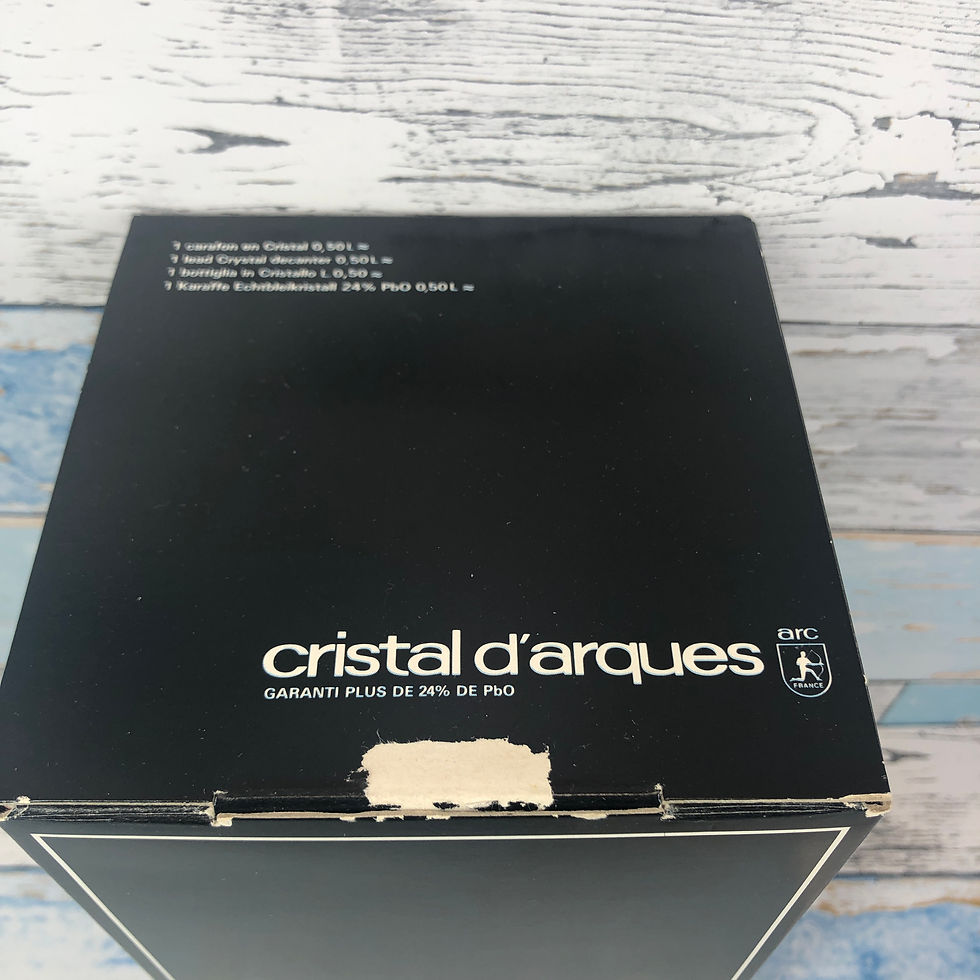 1 carafon en Cristal 0,50 L ≈
1 lead Crystal decanter 0,50 L ≈
1 bottiglia in Cristallo L 0,50 ≈
1 Karaffe Echtbleikristall 24% PbO 0,50 L ≈
arc
cristal d'arques
FRANCE
GARANTI PLUS DE 24% DE PbO